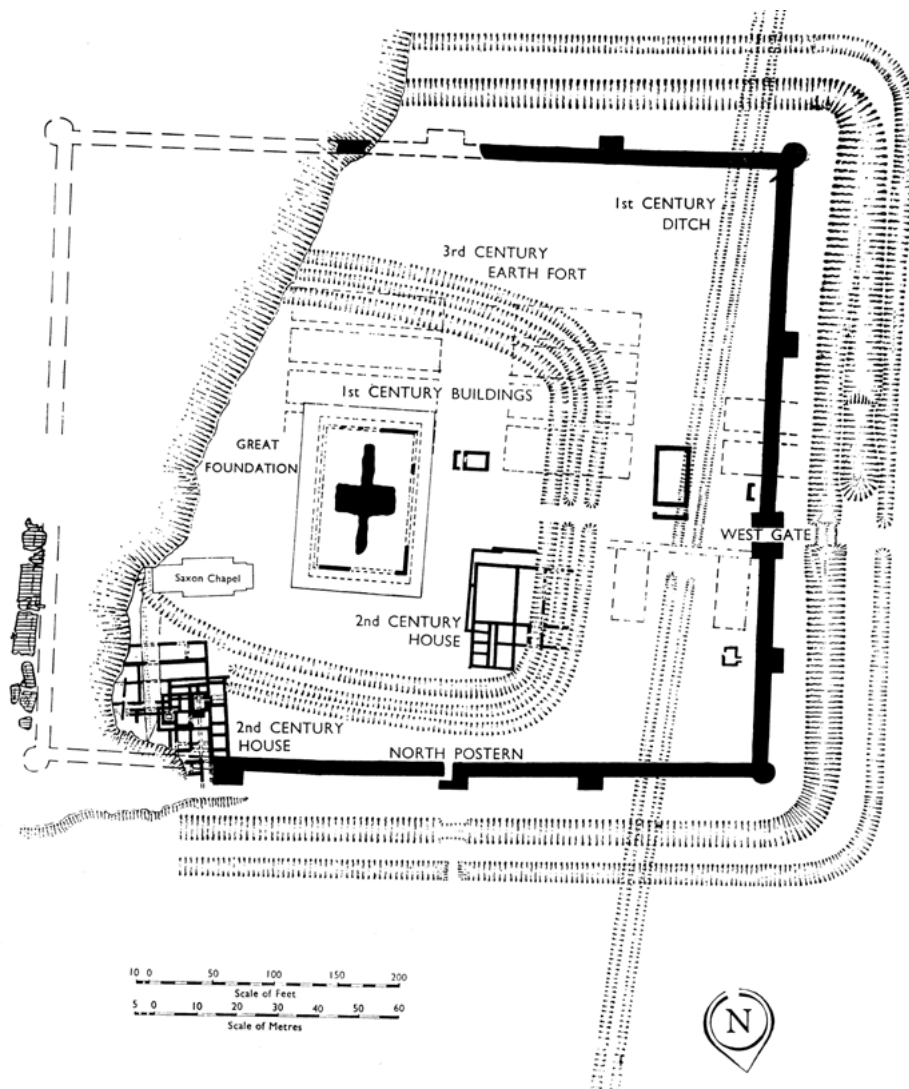 1st CENTURY
DITCH
3rd CENTURY
EARTH FORT
1st CENTURY BUILDINGS
GREAT
FOUNDATION
WEST GATE
Saxon Chapel
2nd CENTURY
HOUSE
2nd CENTURY
HOUSE
NORTH POSTERN
10 0 50 100 150 200
Scale of Feet
5 0 10 20 30 40 50 60
Scale of Metres
N